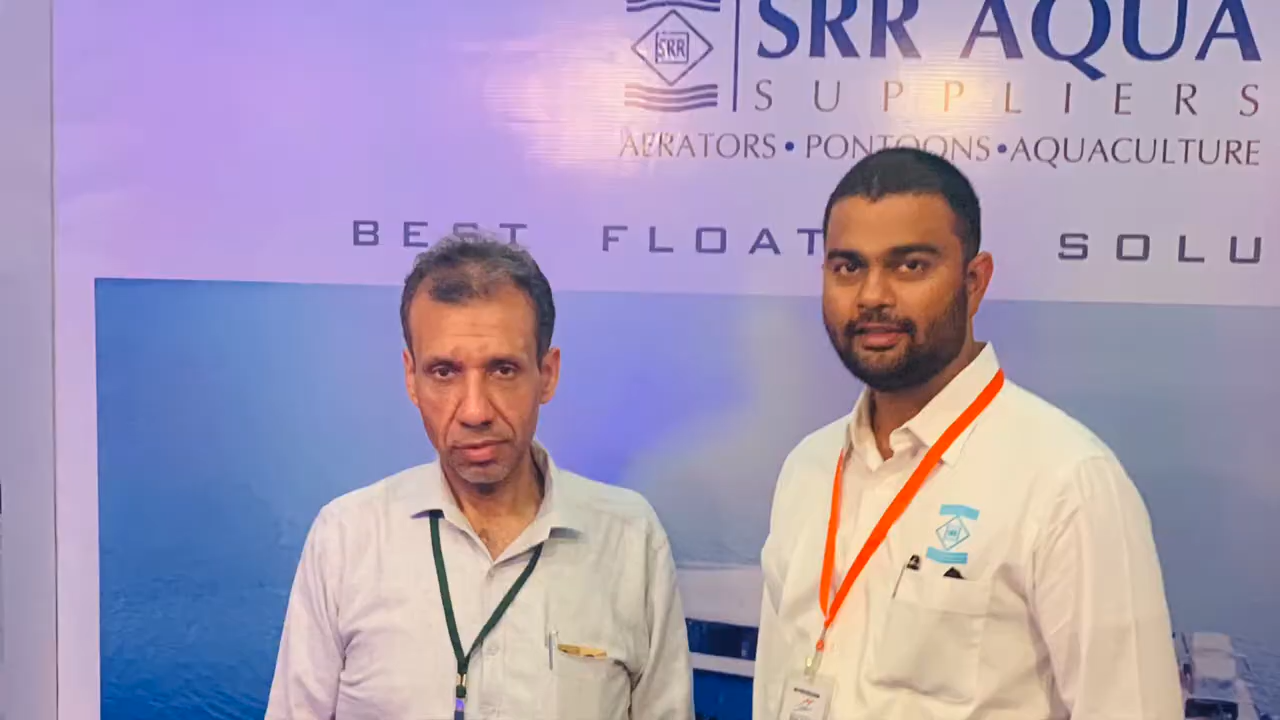 SRR
SRR AQUA
SUPPLIERS
AERATORS • PONTOONS • AQUACULTURE
BEST FLOAT SOLU